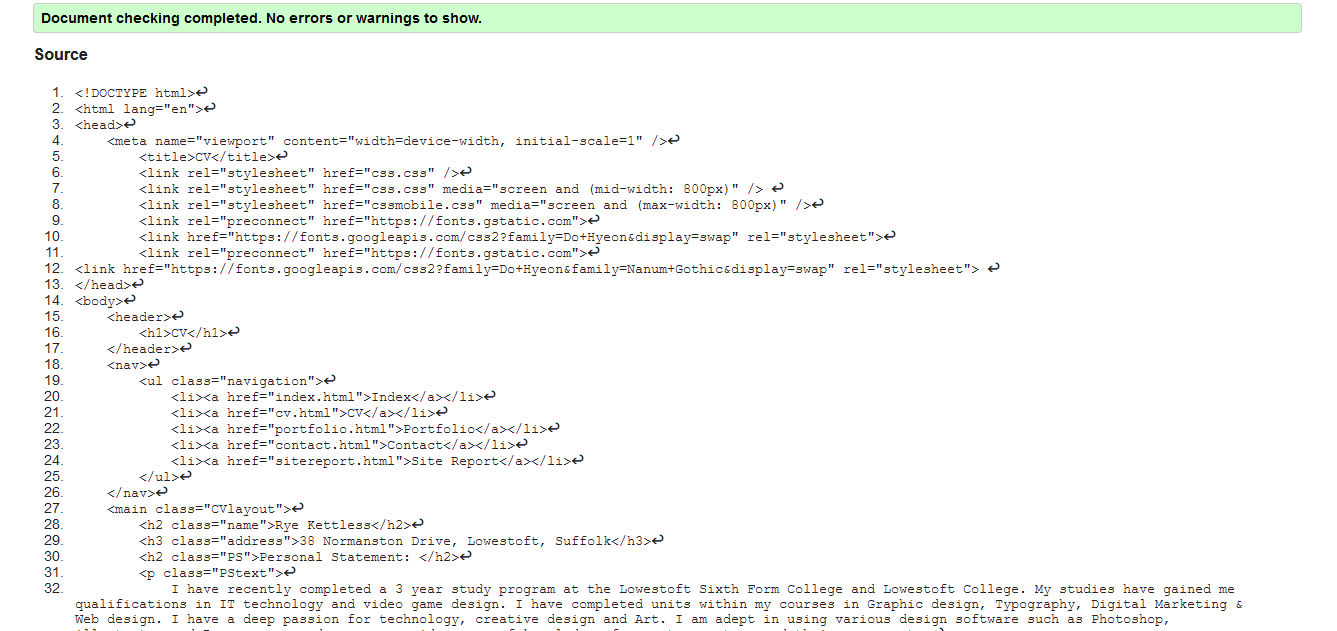 Document checking completed. No errors or warnings to show.
Source
1. <!DOCTYPE html>↩
2. <html lang="en">↩
3. <head>↩
4. <meta name="viewport" content="width=device-width, initial-scale=1" />↩
5. <title>CV</title>↩
6. <link rel="stylesheet" href="css.css" />↩
7. <link rel="stylesheet" href="css.css" media="screen and (mid-width: 800px)" /> ↩
8. <link rel="stylesheet" href="cssmobile.css" media="screen and (max-width: 800px)" />↩
9. <link rel="preconnect" href="https://fonts.gstatic.com">↩
10. <link href="https://fonts.googleapis.com/css2?family=Do+Hyeon&display=swap" rel="stylesheet">↩
11. <link rel="preconnect" href="https://fonts.gstatic.com">↩
12. <link href="https://fonts.googleapis.com/css2?family=Do+Hyeon&family=Nanum+Gothic&display=swap" rel="stylesheet"> ↩
13. </head>↩
14. <body>↩
15. <header>↩
16. <h1>CV</h1>↩
17. </header>↩
18. <nav>↩
19. <ul class="navigation">↩
20. <li><a href="index.html">Index</a></li>↩
21. <li><a href="cv.html">CV</a></li>↩
22. <li><a href="portfolio.html">Portfolio</a></li>↩
23. <li><a href="contact.html">Contact</a></li>↩
24. <li><a href="sitereport.html">Site Report</a></li>↩
25. </ul>↩
26. </nav>↩
27. <main class="CVlayout">↩
28. <h2 class="name">Rye Kettless</h2>↩
29. <h3 class="address">38 Normanston Drive, Lowestoft, Suffolk</h3>↩
30. <h2 class="PS">Personal Statement: </h2>↩
31. <p class="PStext">↩
32. I have recently completed a 3 year study program at the Lowestoft Sixth Form College and Lowestoft College. My studies have gained me
qualifications in IT technology and video game design. I have completed units within my courses in Graphic design, Typography, Digital Marketing &
Web design. I have a deep passion for technology, creative design and Art. I am adept in using various design software such as Photoshop,